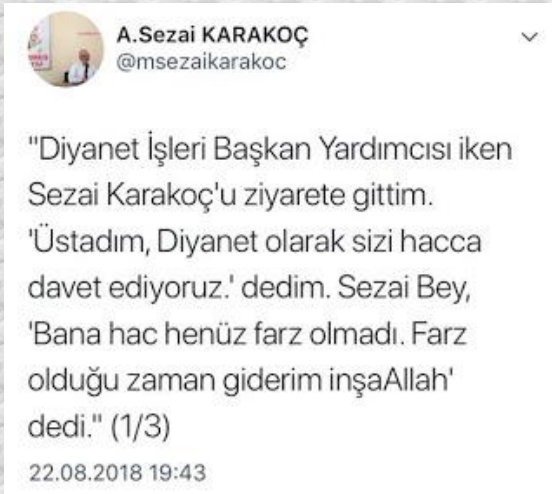 A.Sezai KARAKOÇ
@msezaikarakoc
"Diyanet İşleri Başkan Yardımcısı iken
Sezai Karakoç'u ziyarete gittim.
'Üstadım, Diyanet olarak sizi hacca
davet ediyoruz.' dedim. Sezai Bey,
'Bana hac henüz farz olmadı. Farz
olduğu zaman giderim inşaAllah'
dedi." (1/3)
22.08.2018 19:43